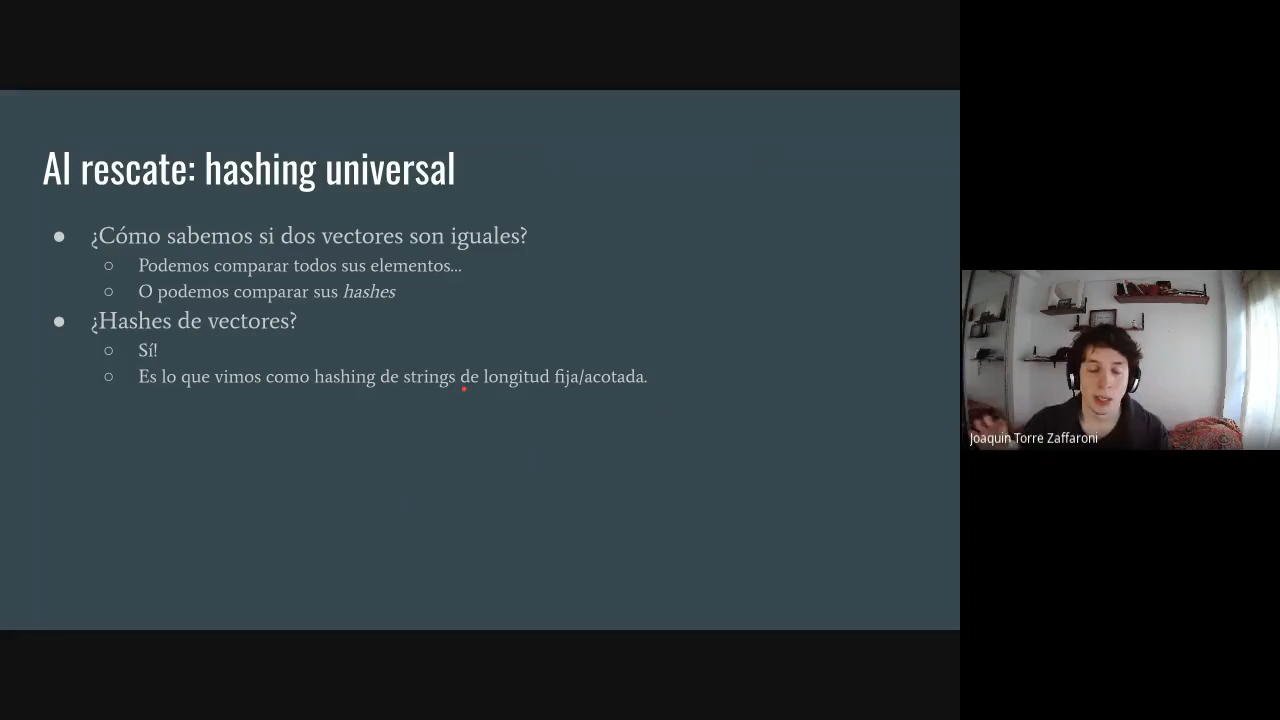 Al rescate: hashing universal
● ¿Cómo sabemos si dos vectores son iguales?
○ Podemos comparar todos sus elementos...
○ O podemos comparar sus hashes
● ¿Hashes de vectores?
○ Sí!
○ Es lo que vimos como hashing de strings de longitud fija/acotada.
Joaquin Torre Zaffaroni